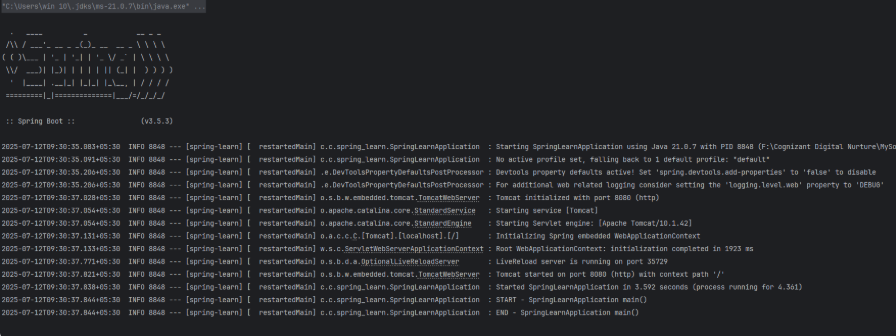 "C:\Users\win 10\.jdks\ms-21.0.7\bin\java.exe" ...
  .   ____          _            __ _ _
 /\\ / ___'_ __ _ _(_)_ __  __ _ \ \ \ \
( ( )\___ | '_ | '_| | '_ \/ _` | \ \ \ \
 \\/  ___)| |_)| | | | | || (_| |  ) ) ) )
  '  |____| .__|_| |_|_| |_\__, | / / / /
 =========|_|==============|___/=/_/_/_/
 :: Spring Boot ::                (v3.5.3)
2025-07-12T09:30:35.083+05:30  INFO 8848 --- [spring-learn] [  restartedMain] c.c.spring_learn.SpringLearnApplication  : Starting SpringLearnApplication using Java 21.0.7 with PID 8848 (F:\Cognizant Digital Nurture\MySo
2025-07-12T09:30:35.091+05:30  INFO 8848 --- [spring-learn] [  restartedMain] c.c.spring_learn.SpringLearnApplication  : No active profile set, falling back to 1 default profile: "default"
2025-07-12T09:30:35.206+05:30  INFO 8848 --- [spring-learn] [  restartedMain] .e.DevToolsPropertyDefaultsPostProcessor : Devtools property defaults active! Set 'spring.devtools.add-properties' to 'false' to disable
2025-07-12T09:30:35.206+05:30  INFO 8848 --- [spring-learn] [  restartedMain] .e.DevToolsPropertyDefaultsPostProcessor : For additional web related logging consider setting the 'logging.level.web' property to 'DEBUG'
2025-07-12T09:30:37.028+05:30  INFO 8848 --- [spring-learn] [  restartedMain] o.s.b.w.embedded.tomcat.TomcatWebServer  : Tomcat initialized with port 8080 (http)
2025-07-12T09:30:37.054+05:30  INFO 8848 --- [spring-learn] [  restartedMain] o.apache.catalina.core.StandardService   : Starting service [Tomcat]
2025-07-12T09:30:37.054+05:30  INFO 8848 --- [spring-learn] [  restartedMain] o.apache.catalina.core.StandardEngine    : Starting Servlet engine: [Apache Tomcat/10.1.42]
2025-07-12T09:30:37.131+05:30  INFO 8848 --- [spring-learn] [  restartedMain] o.a.c.c.C.[Tomcat].[localhost].[/]       : Initializing Spring embedded WebApplicationContext
2025-07-12T09:30:37.133+05:30  INFO 8848 --- [spring-learn] [  restartedMain] w.s.c.ServletWebServerApplicationContext : Root WebApplicationContext: initialization completed in 1923 ms
2025-07-12T09:30:37.771+05:30  INFO 8848 --- [spring-learn] [  restartedMain] o.s.b.d.a.OptionalLiveReloadServer       : LiveReload server is running on port 35729
2025-07-12T09:30:37.821+05:30  INFO 8848 --- [spring-learn] [  restartedMain] o.s.b.w.embedded.tomcat.TomcatWebServer  : Tomcat started on port 8080 (http) with context path '/'
2025-07-12T09:30:37.838+05:30  INFO 8848 --- [spring-learn] [  restartedMain] c.c.spring_learn.SpringLearnApplication  : Started SpringLearnApplication in 3.592 seconds (process running for 4.361)
2025-07-12T09:30:37.844+05:30  INFO 8848 --- [spring-learn] [  restartedMain] c.c.spring_learn.SpringLearnApplication  : START - SpringLearnApplication main()
2025-07-12T09:30:37.844+05:30  INFO 8848 --- [spring-learn] [  restartedMain] c.c.spring_learn.SpringLearnApplication  : END - SpringLearnApplication main()